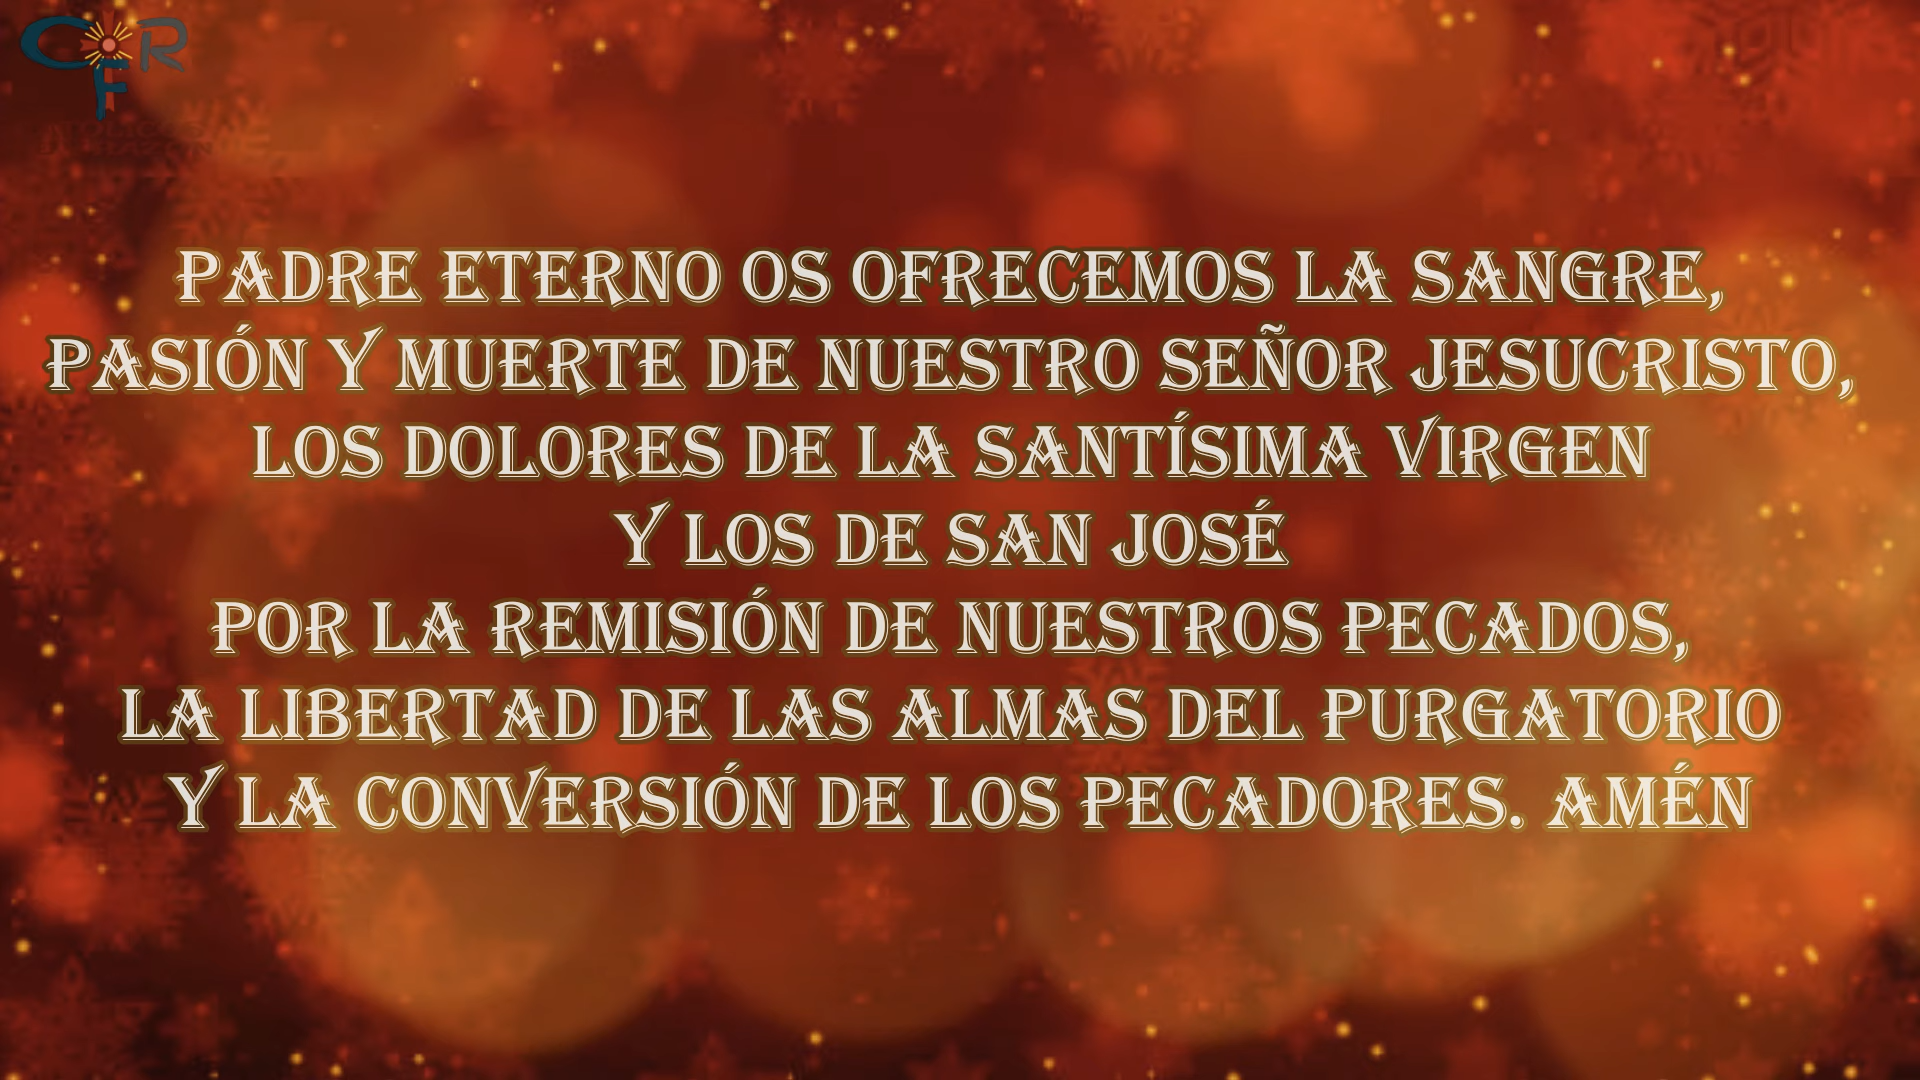 CFR
PADRE ETERNO OS OFRECEMOS LA SANGRE,
PASIÓN Y MUERTE DE NUESTRO SEÑOR JESUCRISTO,
LOS DOLORES DE LA SANTÍSIMA VIRGEN
Y LOS DE SAN JOSÉ
POR LA REMISIÓN DE NUESTROS PECADOS,
LA LIBERTAD DE LAS ALMAS DEL PURGATORIO
Y LA CONVERSIÓN DE LOS PECADORES. AMÉN